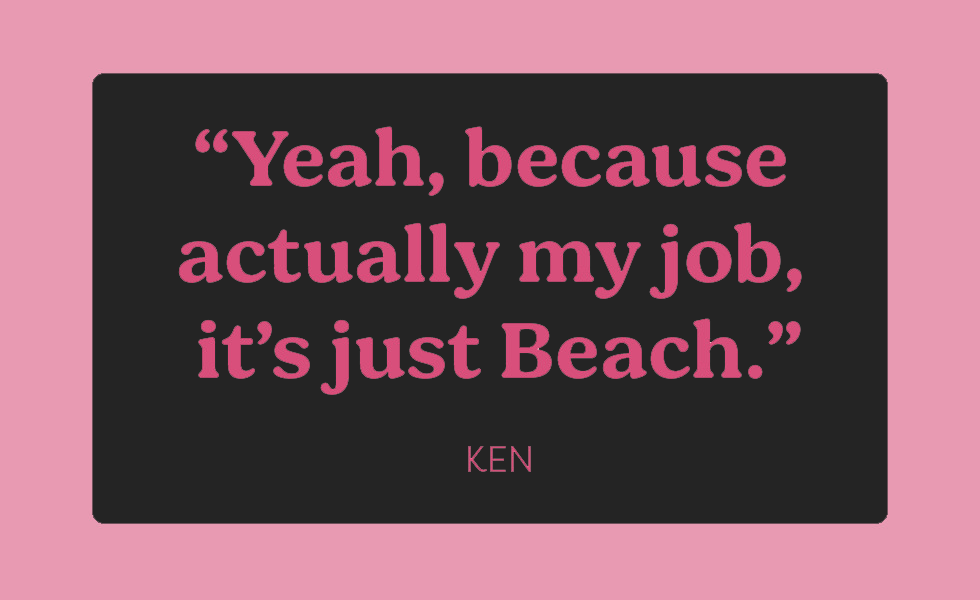 “Yeah, because
actually my job,
it’s just Beach.”
KEN